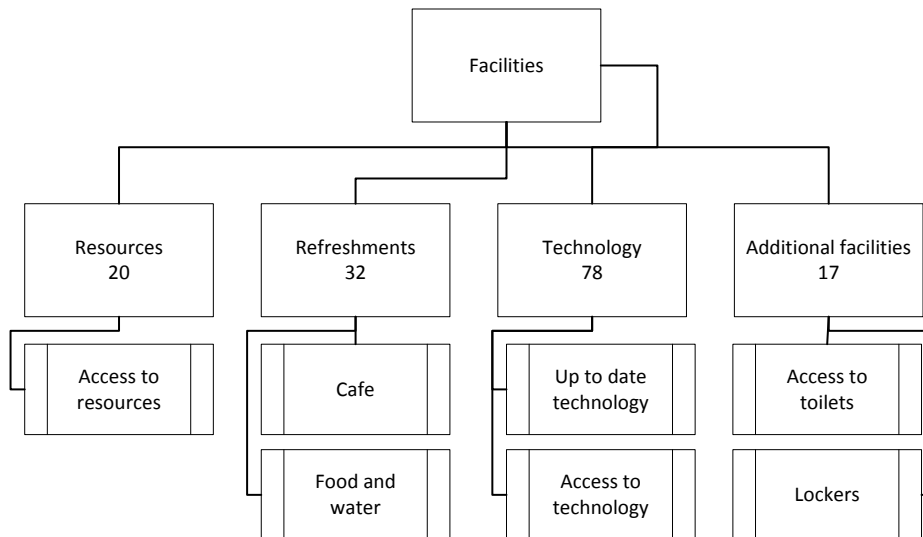 Facilities
Resources
20
Refreshments
32
Technology
78
Additional facilities
17
Access to
resources
Cafe
Up to date
technology
Access to
toilets
Food and
water
Access to
technology
Lockers